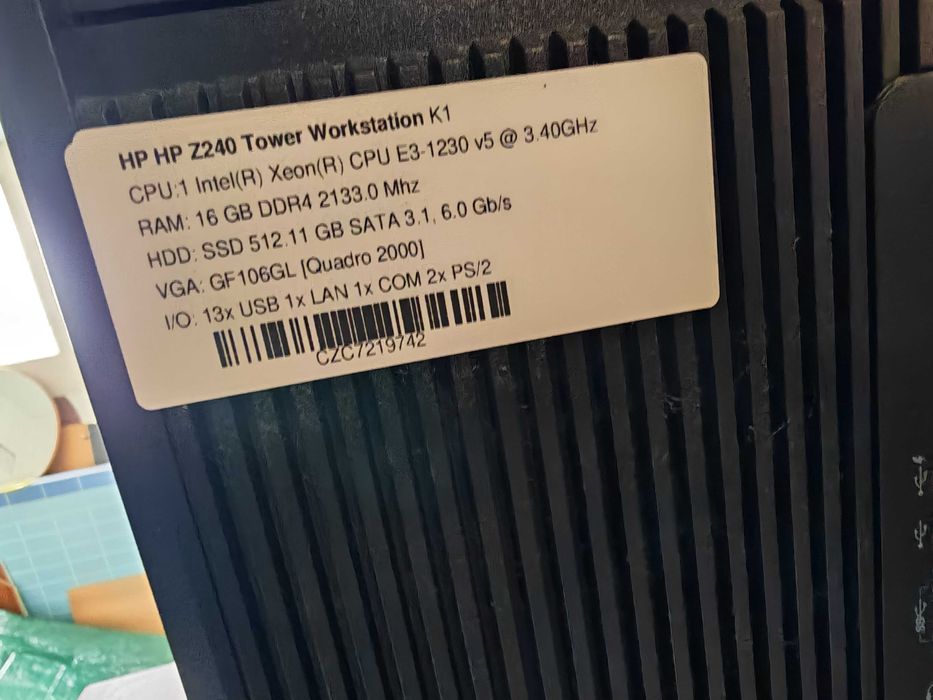 HP HP Z240 Tower Workstation K1
CPU:1 Intel(R) Xeon(R) CPU E3-1230 v5 @ 3.40GHz
RAM: 16 GB DDR4 2133.0 Mhz
HDD: SSD 512.11 GB SATA 3.1, 6.0 Gb/s
VGA: GF106GL [Quadro 2000]
I/O: 13x USB 1x LAN 1x COM 2x PS/2
CZC7219742